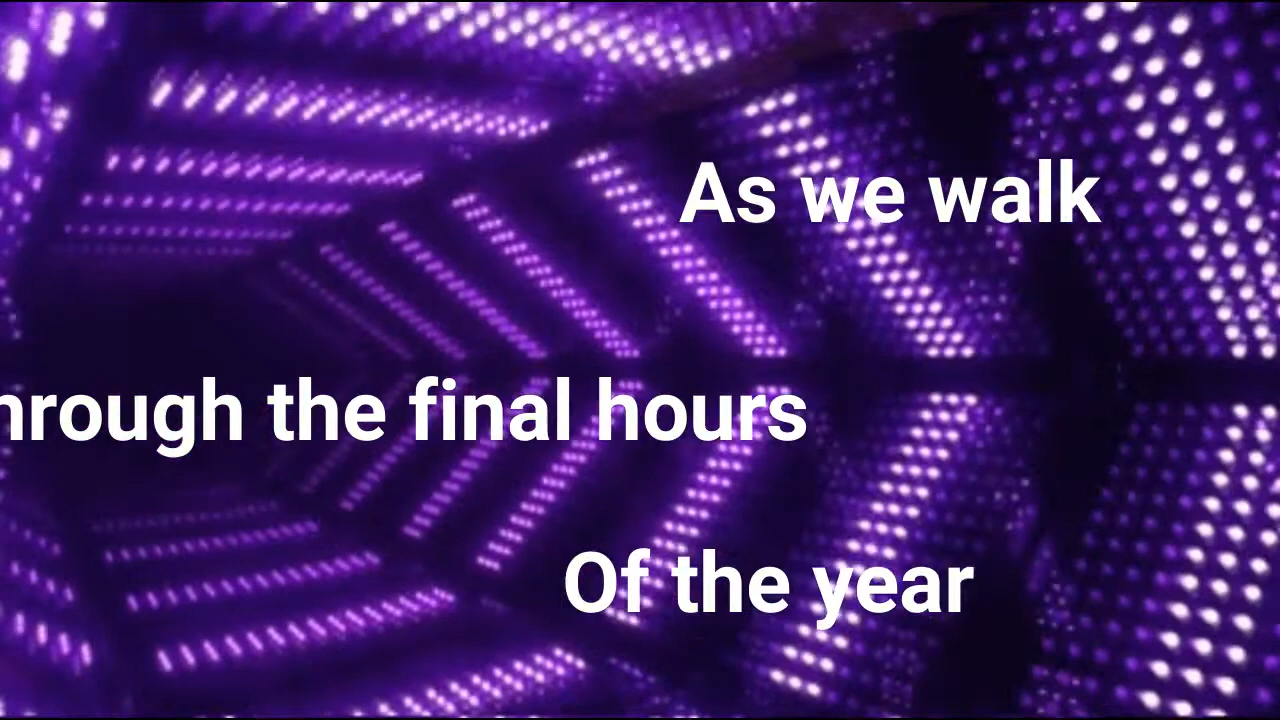 As we walk
hrough the final hours
Of the year